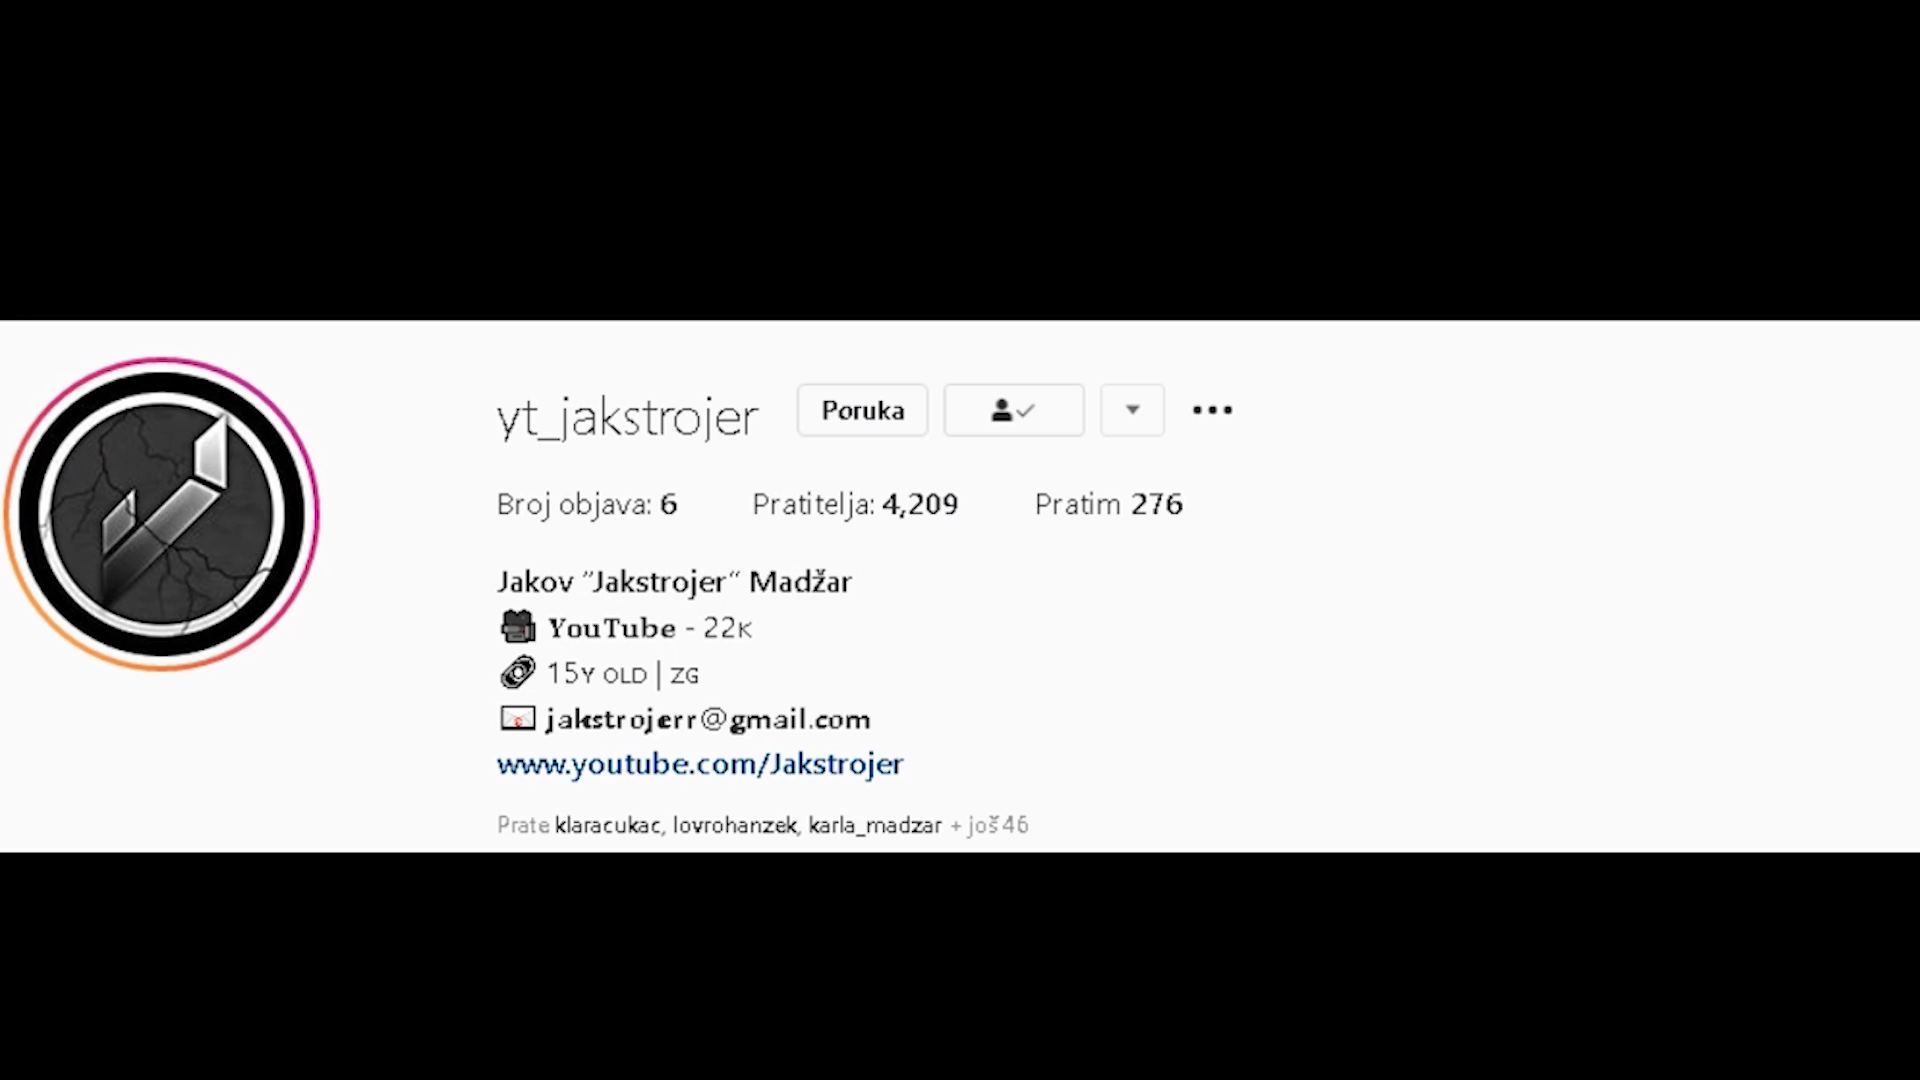 yt_jakstrojer Poruka
Broj objava: 6 Pratitelja: 4,209 Pratim 276
Jakov ″Jakstrojer″ Madžar
YouTube - 22K
15Y OLD | ZG
jakstrojerr@gmail.com
www.youtube.com/Jakstrojer
Prate klaracukac, lovrohanzek, karla_madzar + još 46